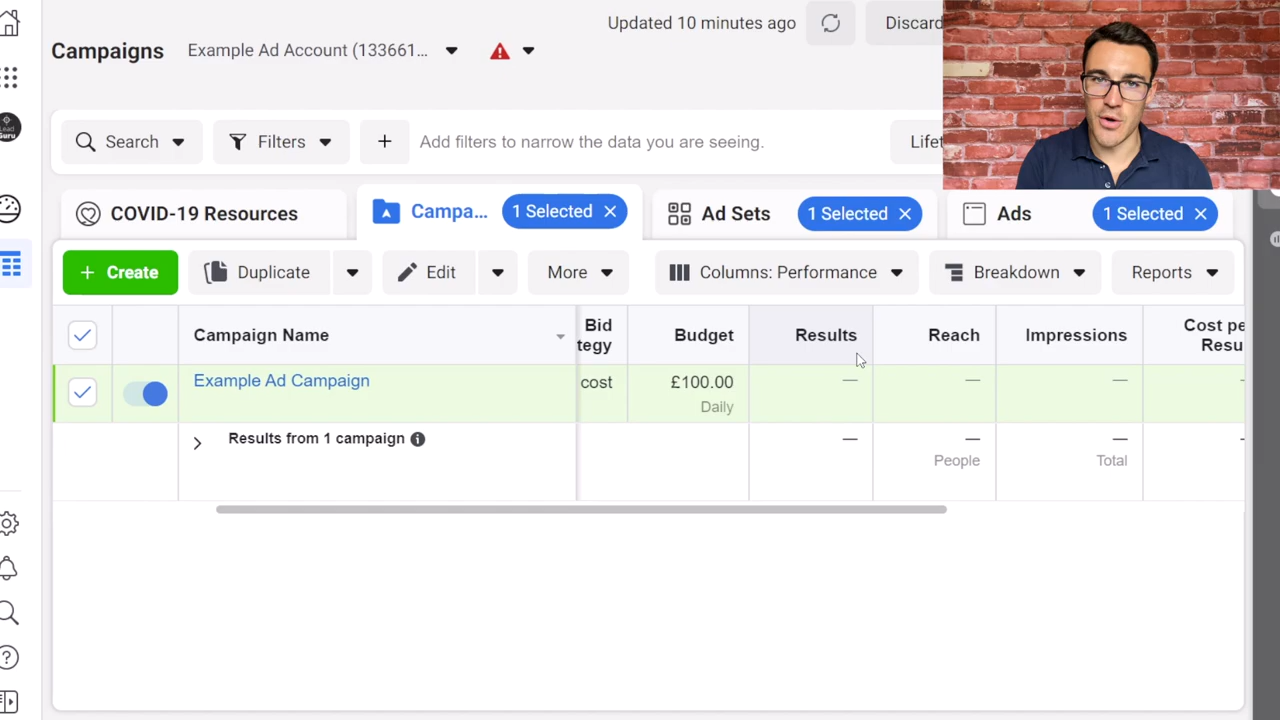 Updated 10 minutes ago
Discard
Campaigns
Example Ad Account (133661...
Search
Filters
+
Add filters to narrow the data you are seeing.
Lifet
Lead
Guru
COVID-19 Resources
Campa...
1 Selected ×
Ad Sets
1 Selected ×
Ads
1 Selected ×
+ Create
Duplicate
Edit
More
Columns: Performance
Breakdown
Reports
Campaign Name
Bid
tegy
Budget
Results
Reach
Impressions
Cost pe
Resu
Example Ad Campaign
cost
£100.00
Daily
—
—
—
Results from 1 campaign
—
—
People
—
Total